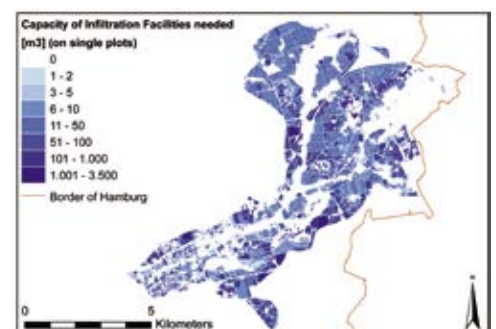 Capacity of Infiltration Facilities needed
[m3] (on single plots)
0
1 - 2
3 - 5
6 - 10
11 - 50
51 - 100
101 - 1.000
1.001 - 3.500
Border of Hamburg
0 5
Kilometers